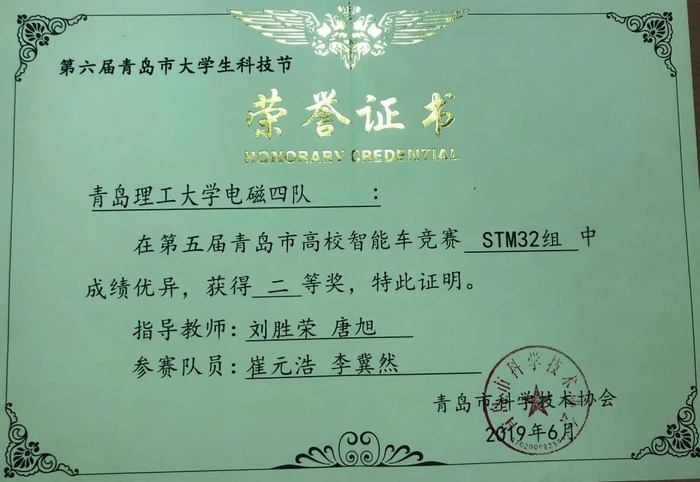 第六届青岛市大学生科技节
荣誉证书
HONORARY CREDENTIAL
青岛理工大学电磁四队：
在第五届青岛市高校智能车竞赛 STM32组 中
成绩优异，获得 二 等奖，特此证明。
指导教师：刘胜荣 唐旭
参赛队员：崔元浩 李冀然
青岛市科学技术协会
2019年6月